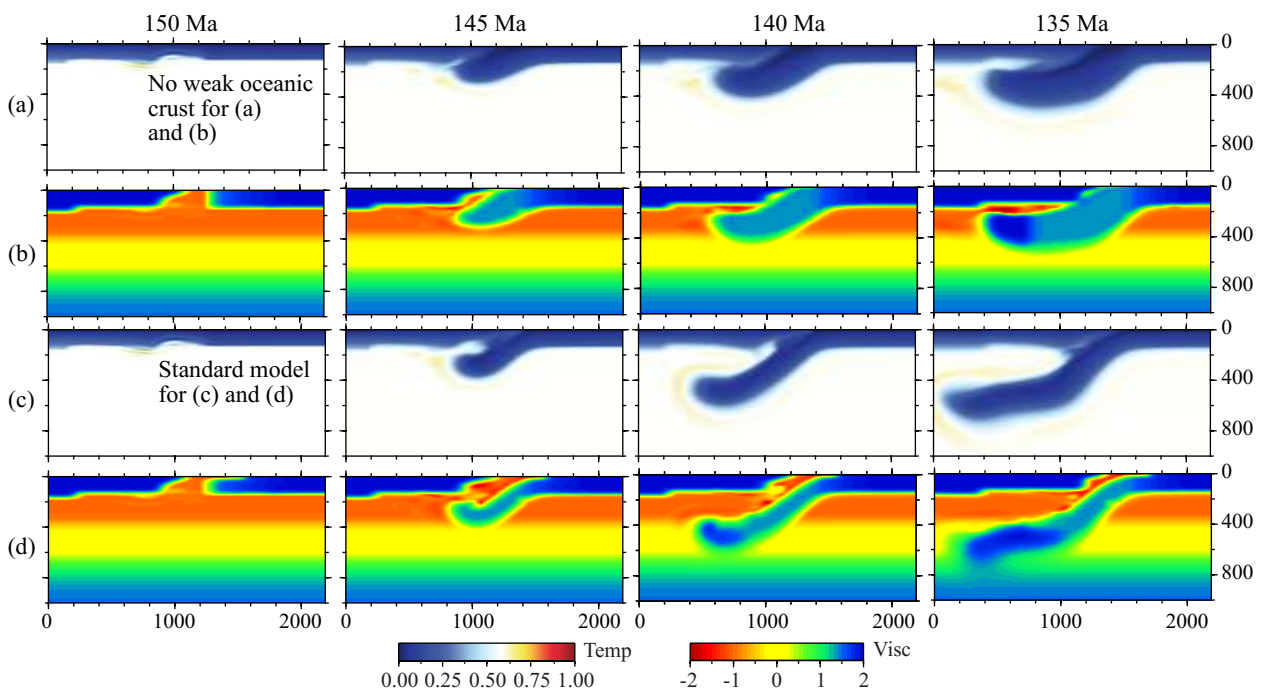 150 Ma 145 Ma 140 Ma 135 Ma
(a)
No weak oceanic
crust for (a)
and (b)
0
400
800
(b)
0
400
800
(c)
Standard model
for (c) and (d)
0
400
800
(d)
0
400
800
0 1000 2000 0 1000 2000 0 1000 2000 0 1000 2000
Temp
0.00 0.25 0.50 0.75 1.00
Visc
-2 -1 0 1 2